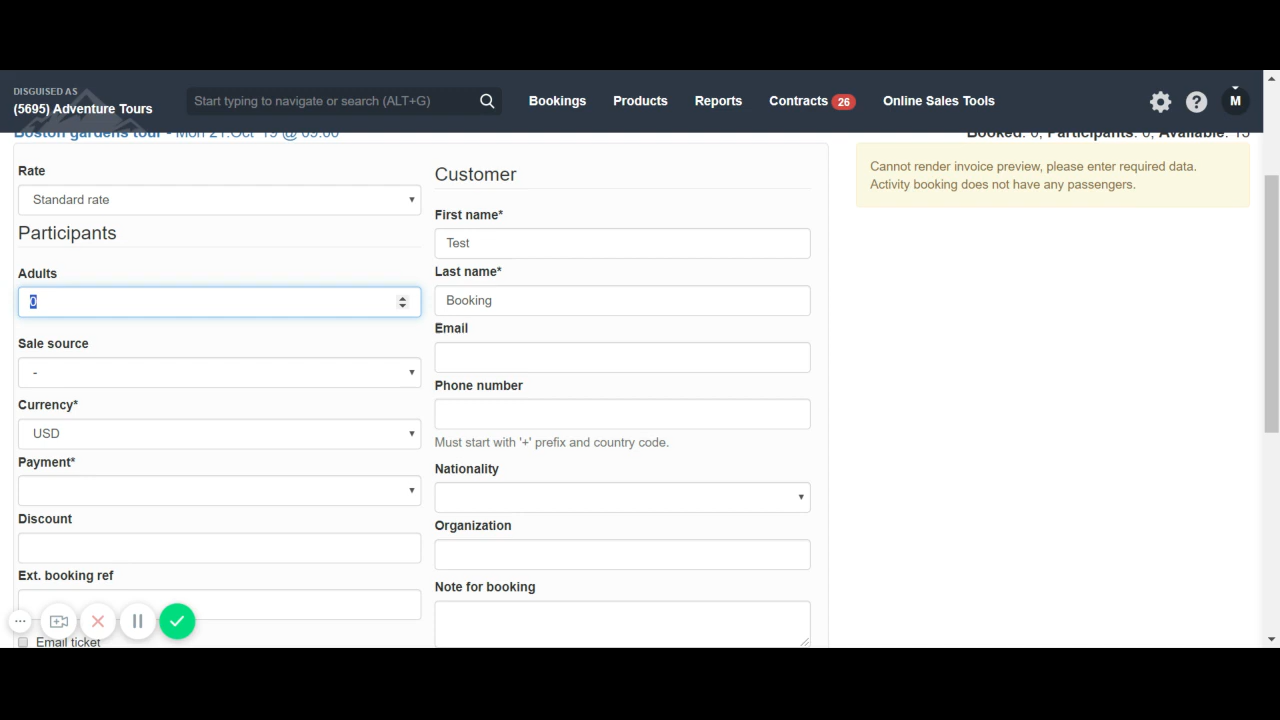 DISGUISED AS
(5695) Adventure Tours
Start typing to navigate or search (ALT+G)
Bookings
Products
Reports
Contracts 26
Online Sales Tools
?
M
Boston gardens tour - Mon 21.Oct '19 @ 09:00
Booked: 0, Participants: 0, Available: 15
Rate
Standard rate
Participants
Adults
0
Sale source
-
Currency*
USD
Payment*
Discount
Ext. booking ref
Email ticket
Customer
First name*
Test
Last name*
Booking
Email
Phone number
Must start with '+' prefix and country code.
Nationality
Organization
Note for booking
Cannot render invoice preview, please enter required data.
Activity booking does not have any passengers.